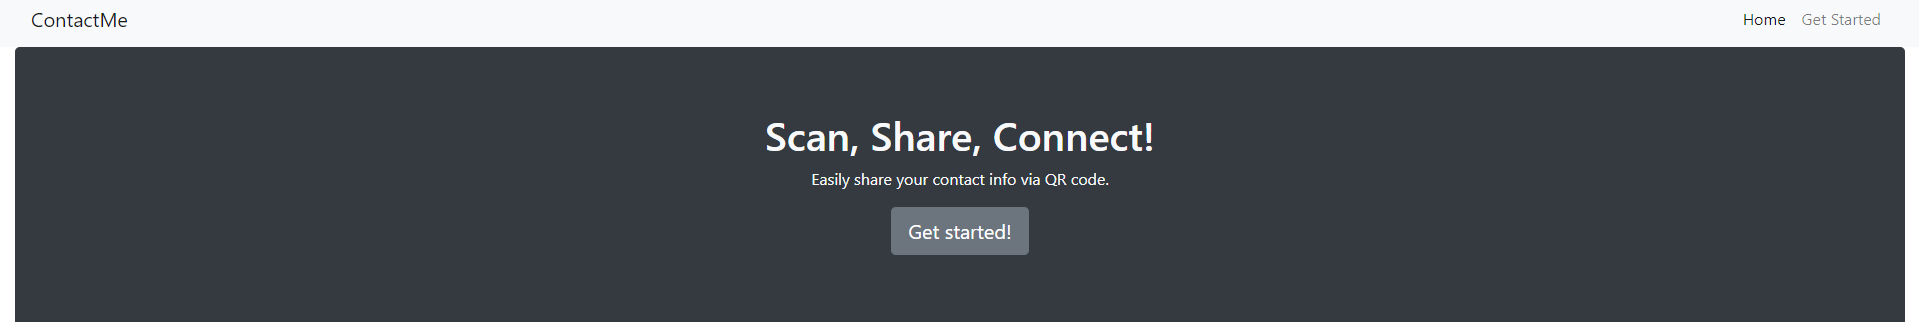 ContactMe
Home Get Started
Scan, Share, Connect!
Easily share your contact info via QR code.
Get started!